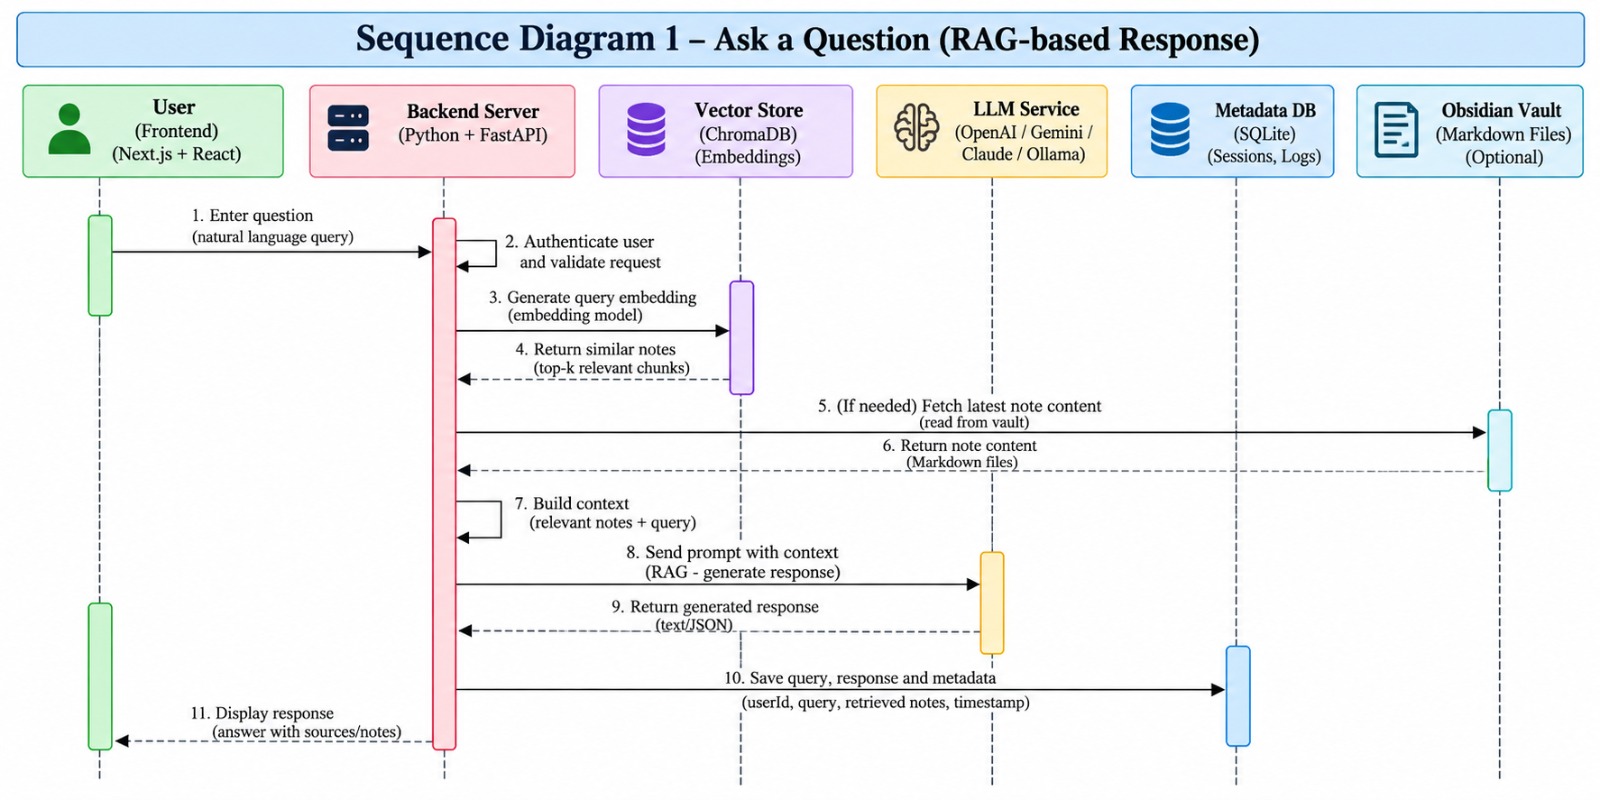 Sequence Diagram 1 – Ask a Question (RAG-based Response)
User
(Frontend)
(Next.js + React)
Backend Server
(Python + FastAPI)
Vector Store
(ChromaDB)
(Embeddings)
LLM Service
(OpenAI / Gemini /
Claude / Ollama)
Metadata DB
(SQLite)
(Sessions, Logs)
Obsidian Vault
(Markdown Files)
(Optional)
1. Enter question
(natural language query)
2. Authenticate user
and validate request
3. Generate query embedding
(embedding model)
4. Return similar notes
(top-k relevant chunks)
5. (If needed) Fetch latest note content
(read from vault)
6. Return note content
(Markdown files)
7. Build context
(relevant notes + query)
8. Send prompt with context
(RAG - generate response)
9. Return generated response
(text/JSON)
10. Save query, response and metadata
(userId, query, retrieved notes, timestamp)
11. Display response
(answer with sources/notes)